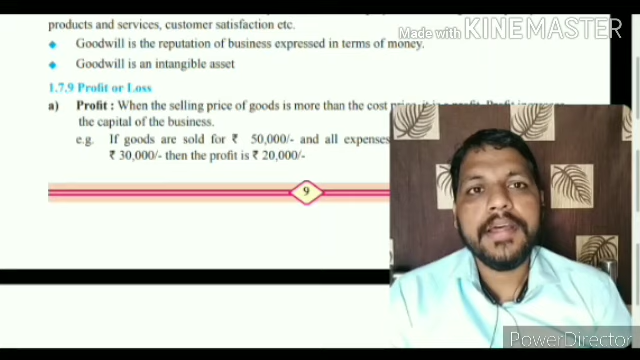 products and services, customer satisfaction etc.
Made with KINEMASTER
Goodwill is the reputation of business expressed in terms of money.
Goodwill is an intangible asset
1.7.9 Profit or Loss
a) Profit : When the selling price of goods is more than the cost
the capital of the business.
e.g. If goods are sold for ₹ 50,000/- and all expenses
₹ 30,000/- then the profit is ₹ 20,000/-
9
PowerDirector